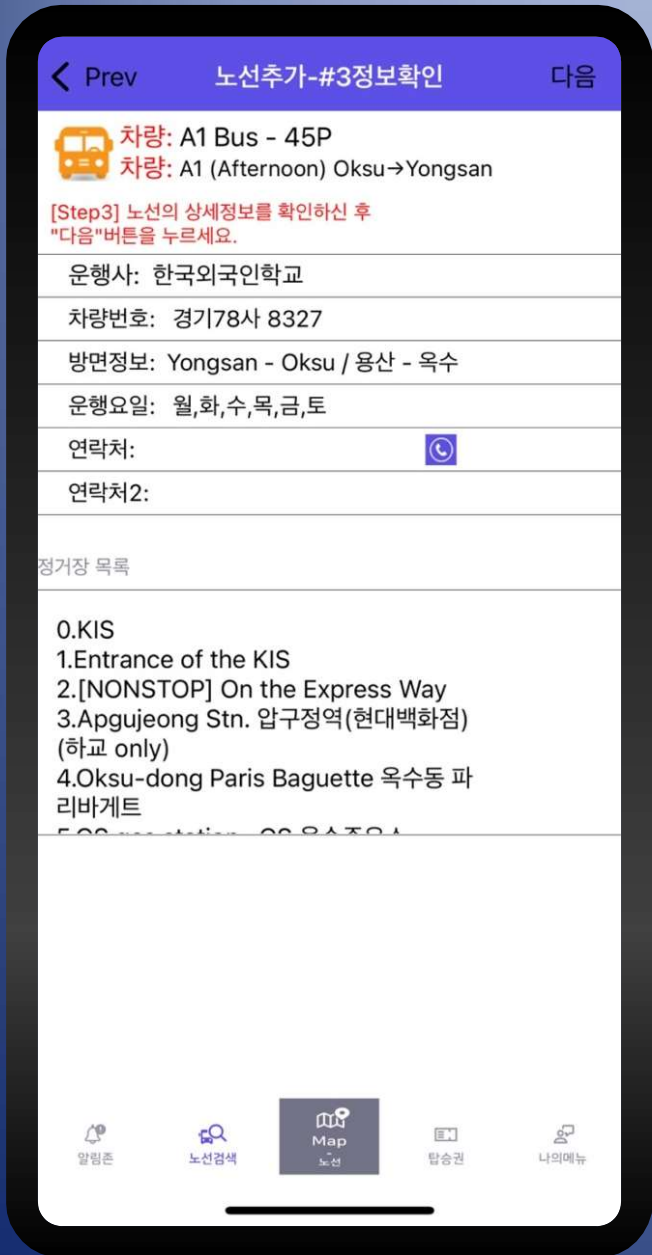 Prev 노선추가-#3정보확인 다음
차량: A1 Bus - 45P
차량: A1 (Afternoon) Oksu→Yongsan
[Step3] 노선의 상세정보를 확인하신 후
"다음"버튼을 누르세요.
운행사: 한국외국인학교
차량번호: 경기78사 8327
방면정보: Yongsan - Oksu / 용산 - 옥수
운행요일: 월,화,수,목,금,토
연락처:
연락처2:
정거장 목록
0.KIS
1.Entrance of the KIS
2.[NONSTOP] On the Express Way
3.Apgujeong Stn. 압구정역(현대백화점)
(하교 only)
4.Oksu-dong Paris Baguette 옥수동 파
리바게트
알림존 노선검색 Map - 노선 탑승권 나의메뉴